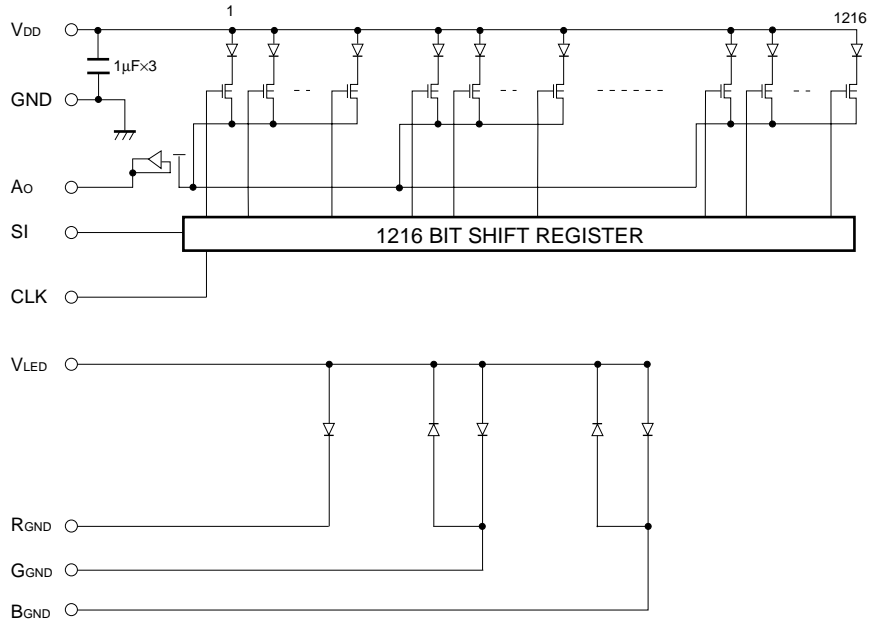 1 1216
VDD
1μF×3
GND
AO
SI
1216 BIT SHIFT REGISTER
CLK
VLED
RGND
GGND
BGND